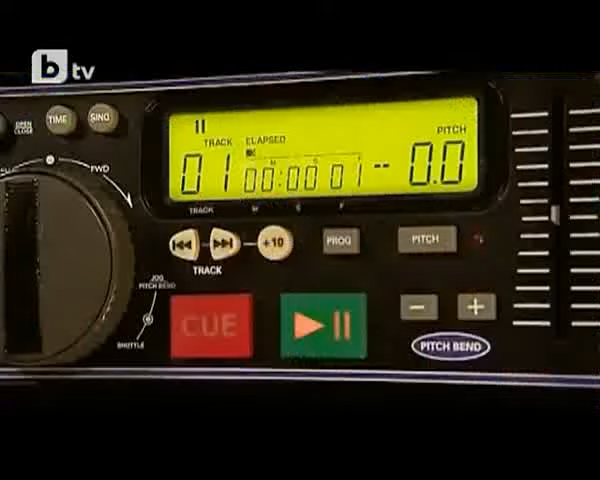 b tv
OPEN CLOSE
TIME
SING
TRACK ELAPSED PITCH
M S
01 00:00 01 -- 0.0
TRACK M S F
FWD
+10
PROG
PITCH
TRACK
JOG
PITCH BEND
CUE
SHUTTLE
− +
PITCH BEND